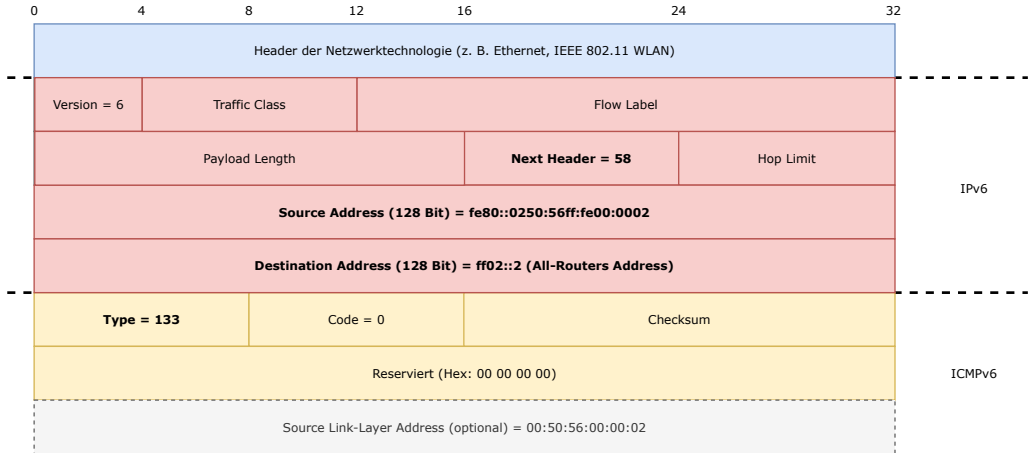 0 4 8 12 16 24 32
Header der Netzwerktechnologie (z. B. Ethernet, IEEE 802.11 WLAN)
Version = 6 Traffic Class Flow Label
Payload Length Next Header = 58 Hop Limit
IPv6
Source Address (128 Bit) = fe80::0250:56ff:fe00:0002
Destination Address (128 Bit) = ff02::2 (All-Routers Address)
Type = 133 Code = 0 Checksum
Reserviert (Hex: 00 00 00 00)
ICMPv6
Source Link-Layer Address (optional) = 00:50:56:00:00:02